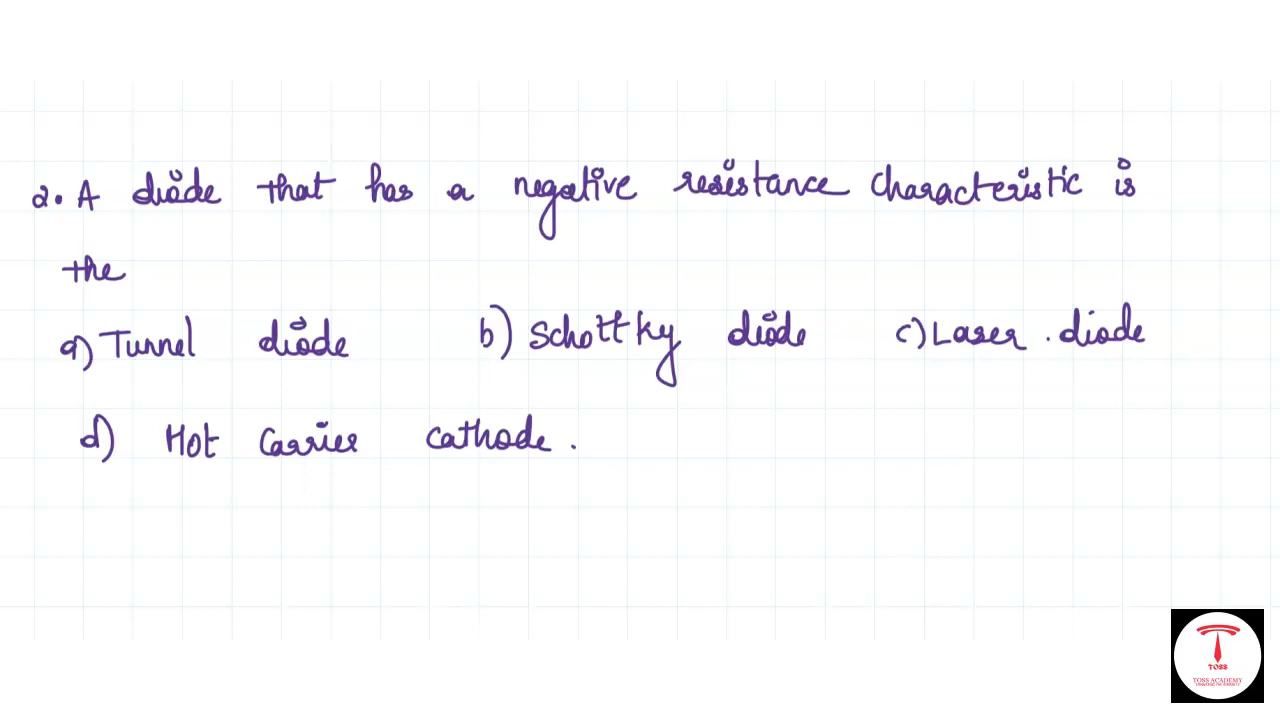 2. A diode that has a negative resistance characteristic is
the
a) Tunnel diode b) Schottky diode c) Laser . diode
d) Hot Carrier cathode .
TOSS
TOSS ACADEMY